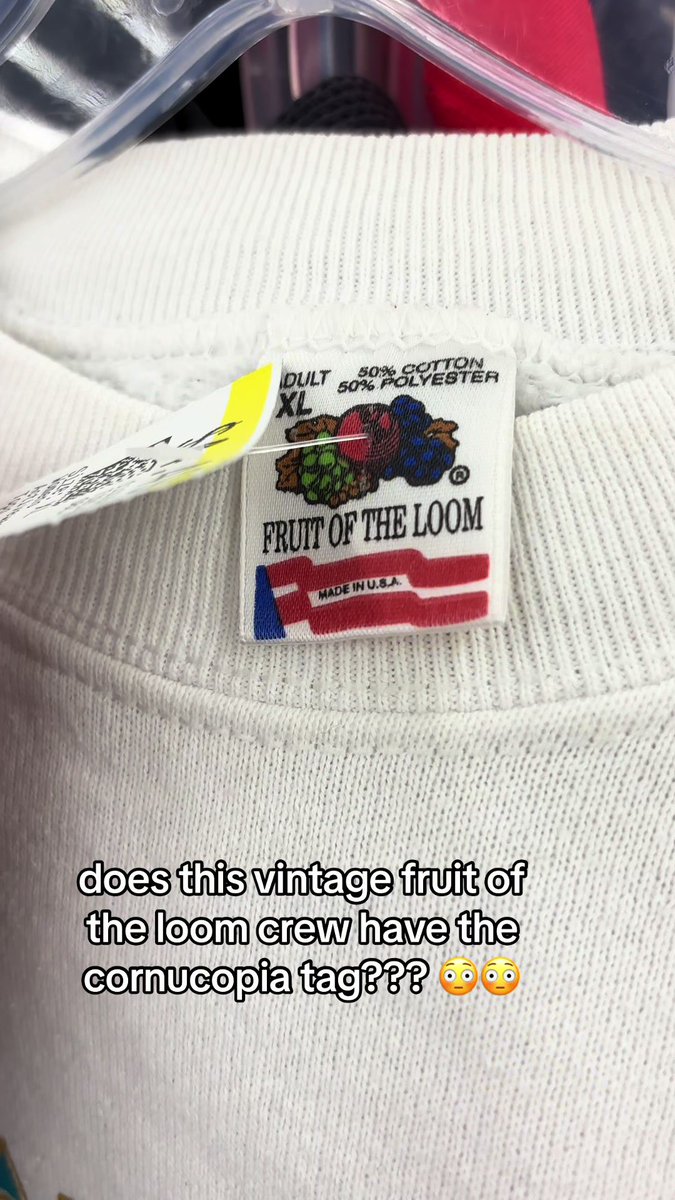 ADULT
XL
50% COTTON
50% POLYESTER
®
FRUIT OF THE LOOM
MADE IN U.S.A.
does this vintage fruit of
the loom crew have the
cornucopia tag??? 😳😳